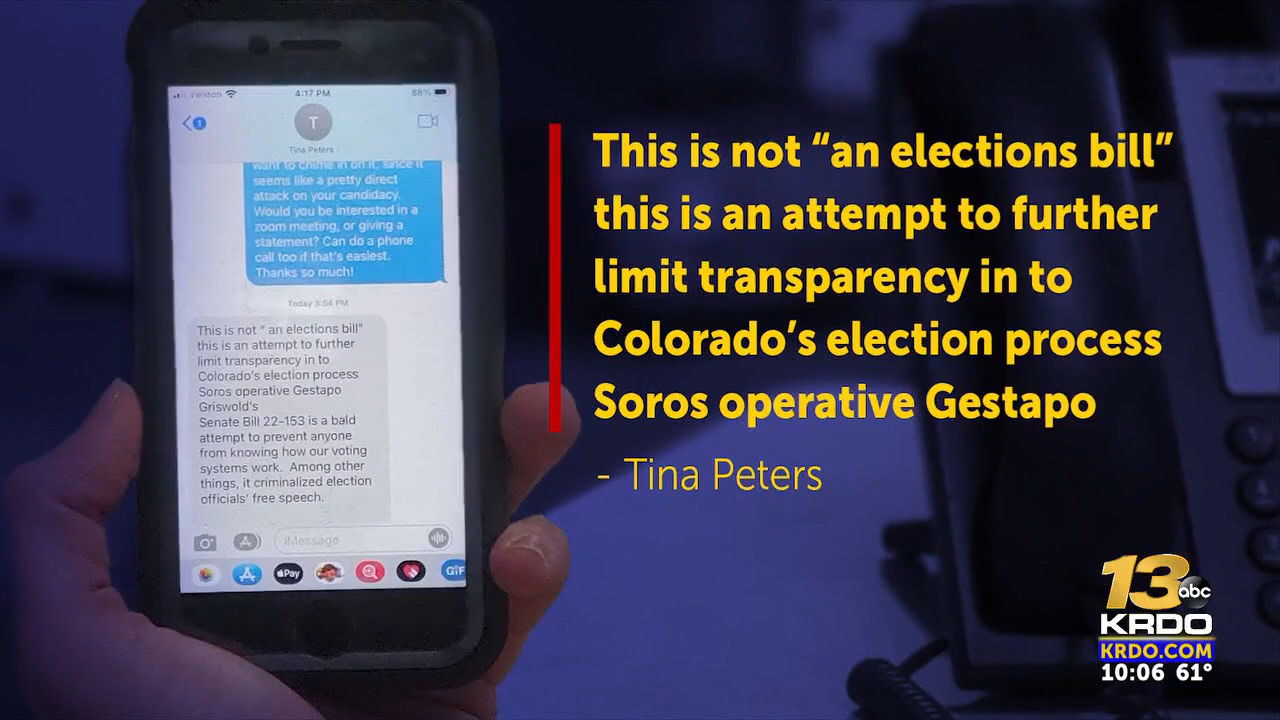 Verizon
4:17 PM
88%
1
T
Tina Peters
want to chime in on it, since it
seems like a pretty direct
attack on your candidacy.
Would you be interested in a
zoom meeting, or giving a
statement? Can do a phone
call too if that's easiest.
Thanks so much!
Today 3:04 PM
This is not “ an elections bill”
this is an attempt to further
limit transparency in to
Colorado's election process
Soros operative Gestapo
Griswold's
Senate Bill 22-153 is a bald
attempt to prevent anyone
from knowing how our voting
systems work. Among other
things, it criminalized election
officials' free speech.
iMessage
Pay
GIF
This is not “an elections bill”
this is an attempt to further
limit transparency in to
Colorado’s election process
Soros operative Gestapo
- Tina Peters
13 abc
KRDO
KRDO.COM
10:06 61°